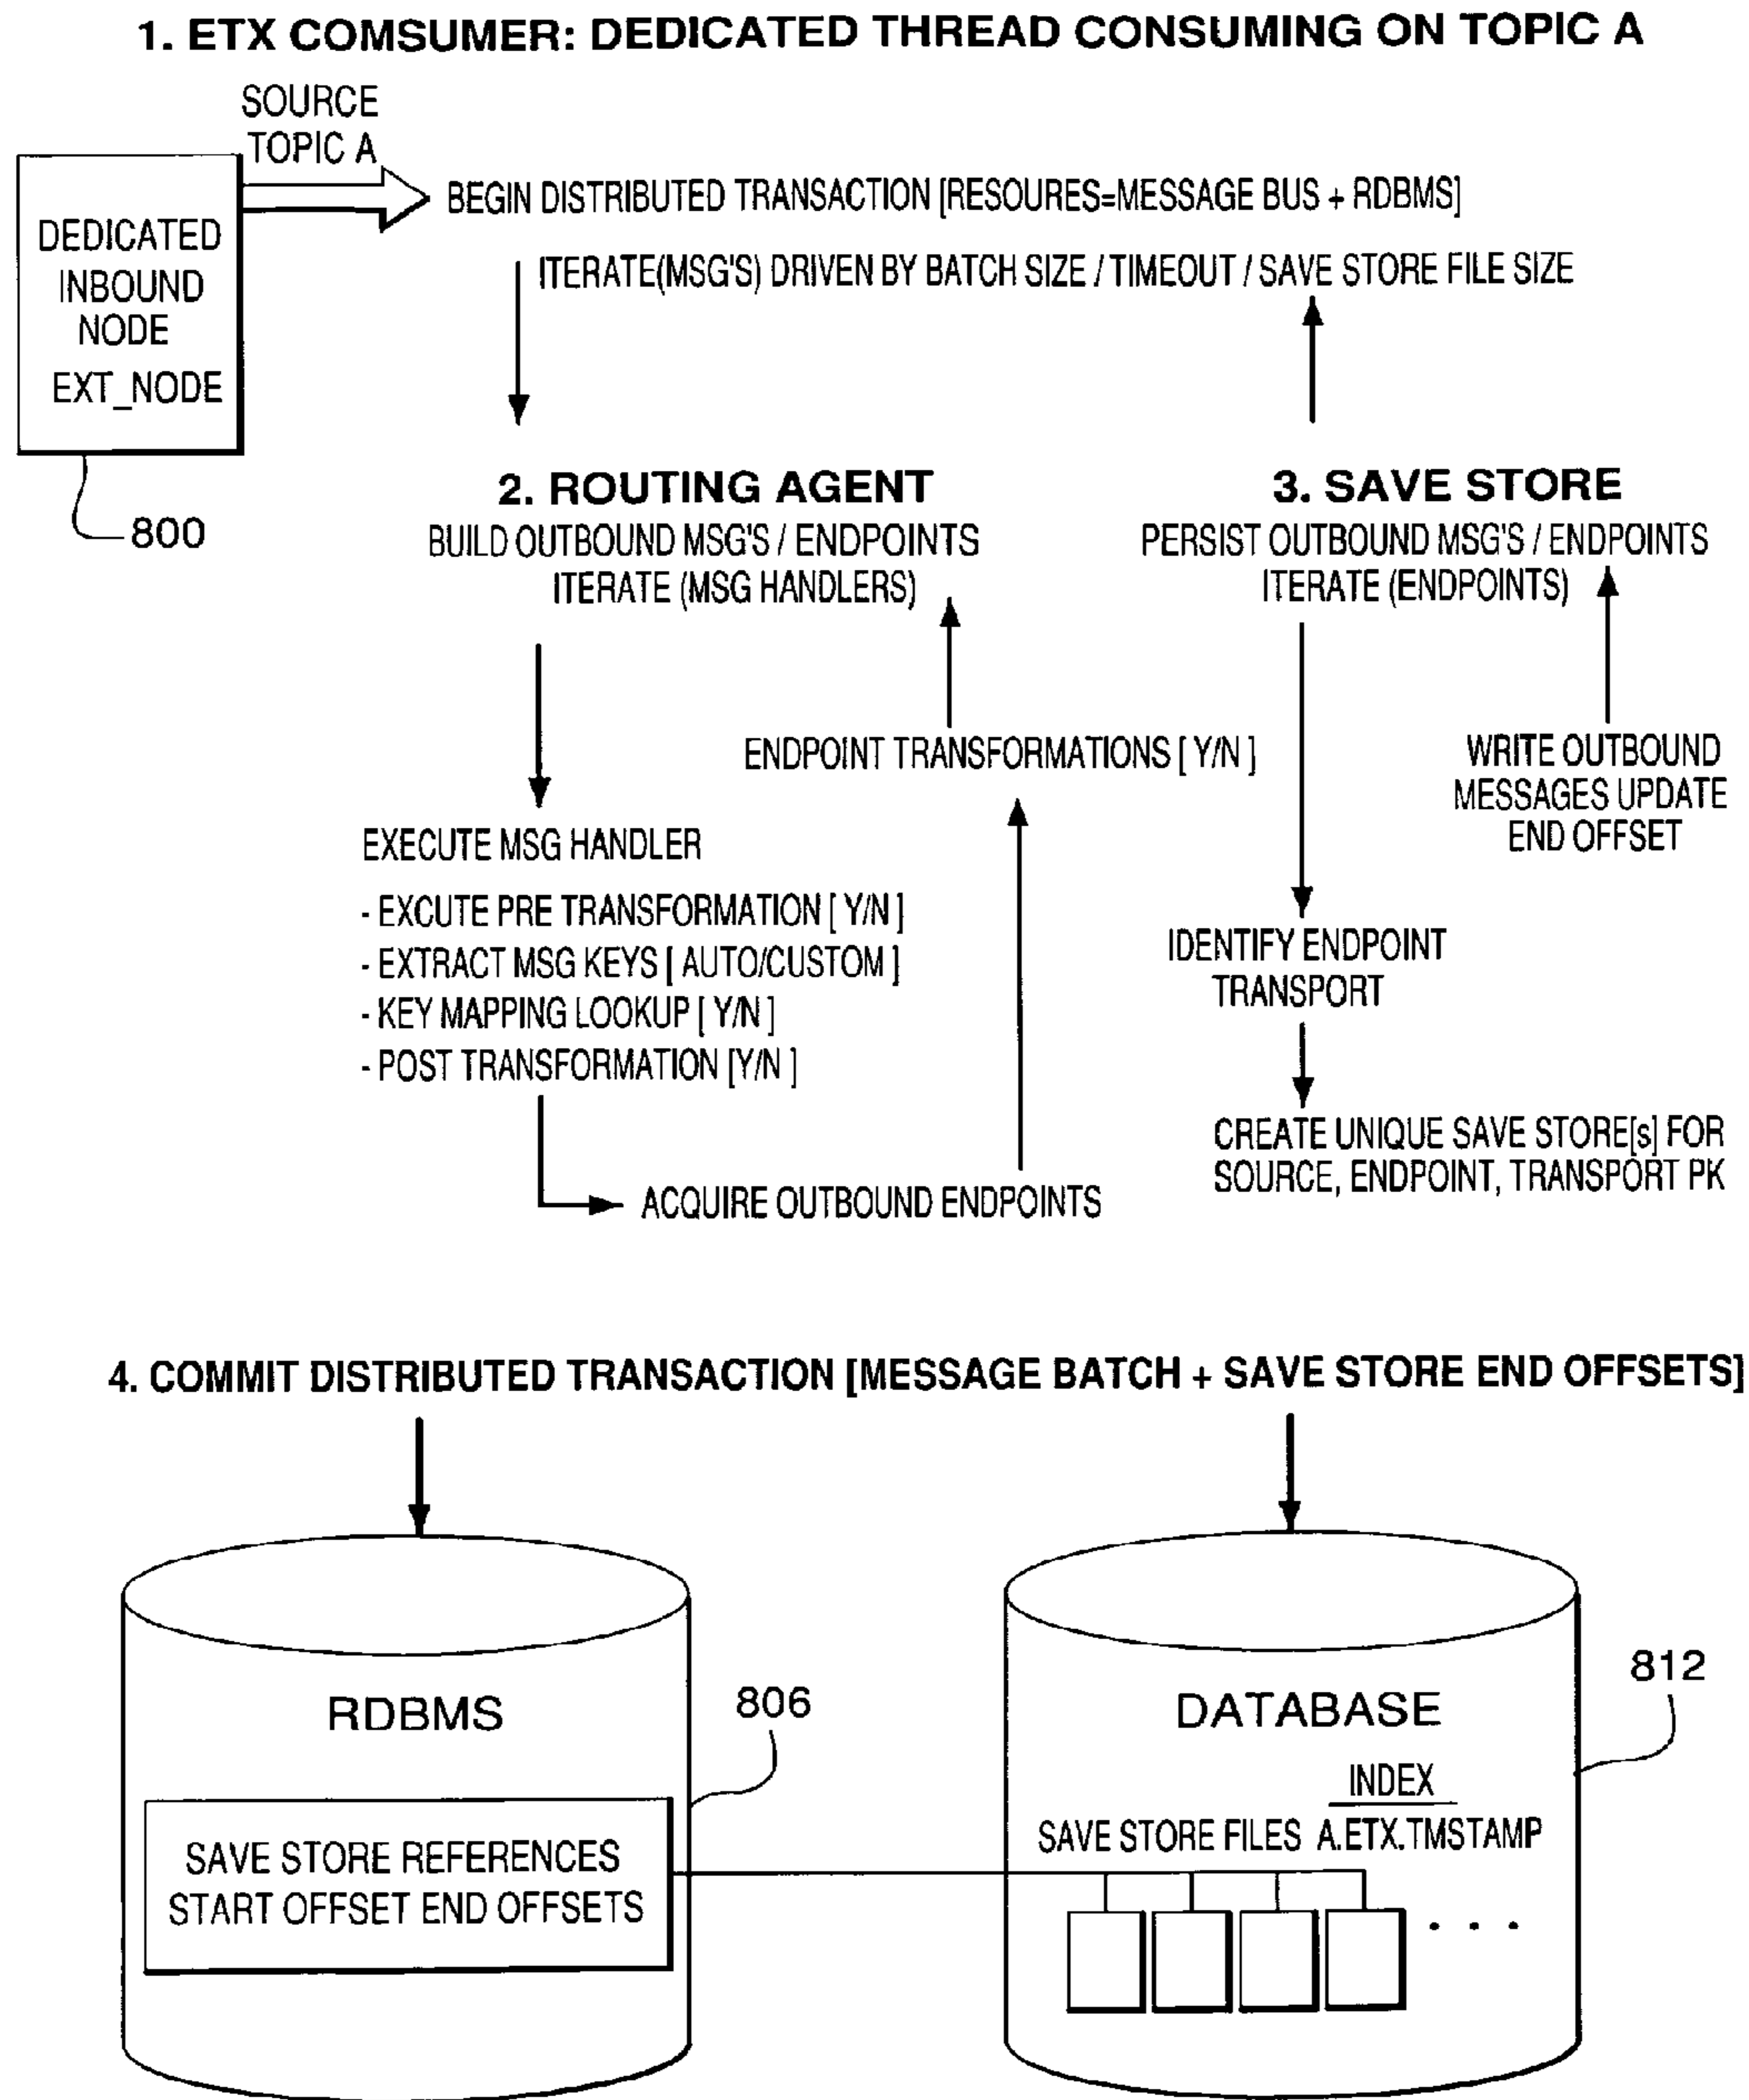 1. ETX COMSUMER: DEDICATED THREAD CONSUMING ON TOPIC A
SOURCE
TOPIC A
DEDICATED
INBOUND
NODE
EXT_NODE
800
BEGIN DISTRIBUTED TRANSACTION [RESOURES=MESSAGE BUS + RDBMS]
ITERATE(MSG'S) DRIVEN BY BATCH SIZE / TIMEOUT / SAVE STORE FILE SIZE
2. ROUTING AGENT
BUILD OUTBOUND MSG'S / ENDPOINTS
ITERATE (MSG HANDLERS)
ENDPOINT TRANSFORMATIONS [ Y/N ]
EXECUTE MSG HANDLER
- EXCUTE PRE TRANSFORMATION [ Y/N ]
- EXTRACT MSG KEYS [ AUTO/CUSTOM ]
- KEY MAPPING LOOKUP [ Y/N ]
- POST TRANSFORMATION [Y/N ]
ACQUIRE OUTBOUND ENDPOINTS
3. SAVE STORE
PERSIST OUTBOUND MSG'S / ENDPOINTS
ITERATE (ENDPOINTS)
WRITE OUTBOUND
MESSAGES UPDATE
END OFFSET
IDENTIFY ENDPOINT
TRANSPORT
CREATE UNIQUE SAVE STORE[s] FOR
SOURCE, ENDPOINT, TRANSPORT PK
4. COMMIT DISTRIBUTED TRANSACTION [MESSAGE BATCH + SAVE STORE END OFFSETS]
RDBMS
806
SAVE STORE REFERENCES
START OFFSET END OFFSETS
DATABASE
812
INDEX
SAVE STORE FILES A.ETX.TMSTAMP
. . .